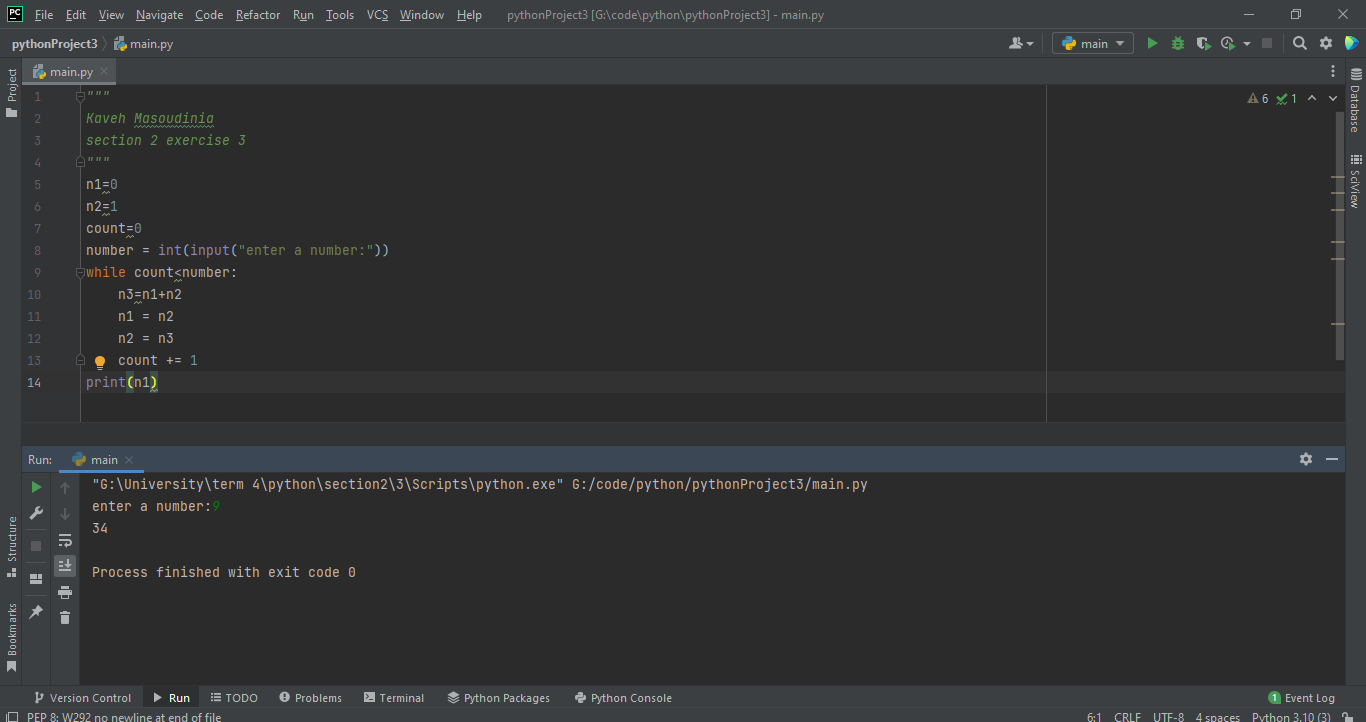 PC File Edit View Navigate Code Refactor Run Tools VCS Window Help pythonProject3 [G:\code\python\pythonProject3] - main.py
pythonProject3 main.py main
main.py
Project
Database
SciView
6 1
1 """
2 Kaveh Masoudinia
3 section 2 exercise 3
4 """
5 n1=0
6 n2=1
7 count=0
8 number = int(input("enter a number:"))
9 while count<number:
10     n3=n1+n2
11     n1 = n2
12     n2 = n3
13     count += 1
14 print(n1)
Run: main
"G:\University\term 4\python\section2\3\Scripts\python.exe" G:/code/python/pythonProject3/main.py
enter a number:9
34
Process finished with exit code 0
Structure
Bookmarks
Version Control Run TODO Problems Terminal Python Packages Python Console 1 Event Log
PEP 8: W292 no newline at end of file 6:1 CRLF UTF-8 4 spaces Python 3.10 (3)